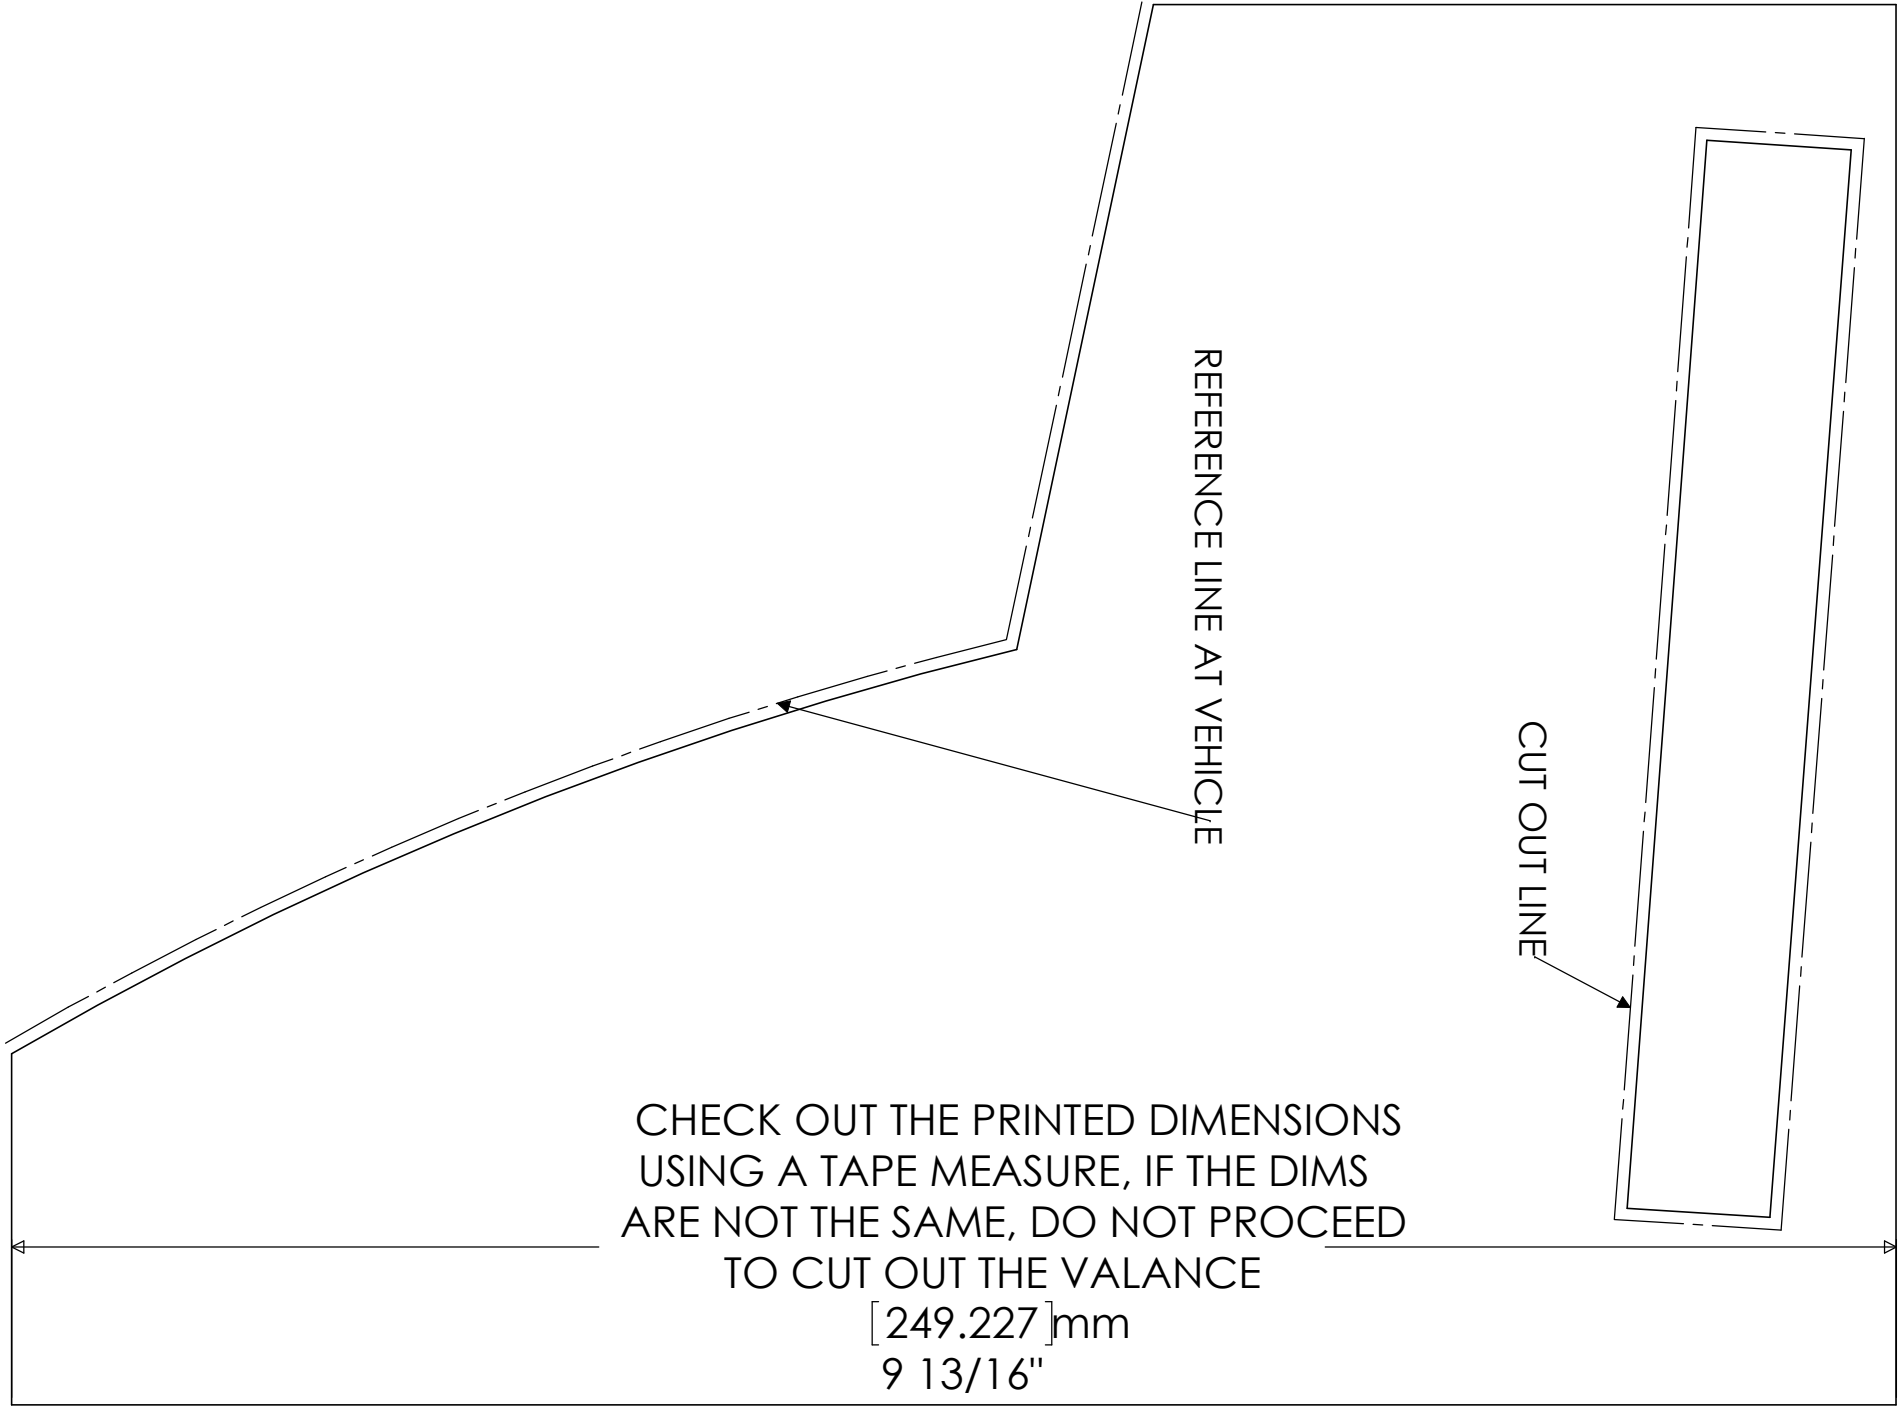 REFERENCE LINE AT VEHICLE
CUT OUT LINE
CHECK OUT THE PRINTED DIMENSIONS
USING A TAPE MEASURE, IF THE DIMS
ARE NOT THE SAME, DO NOT PROCEED
TO CUT OUT THE VALANCE
[249.227]mm
9 13/16"